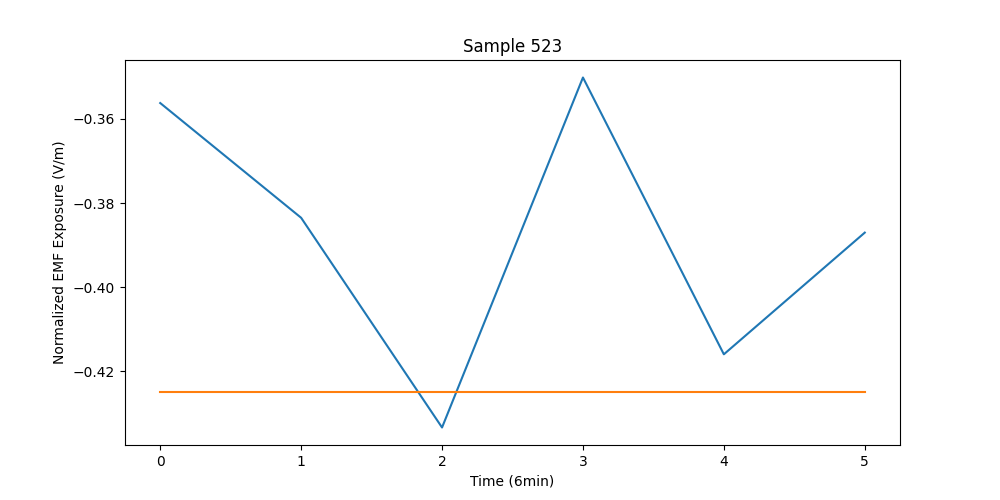 Sample 523
Normalized EMF Exposure (V/m)
−0.36
−0.38
−0.40
−0.42
0 1 2 3 4 5
Time (6min)